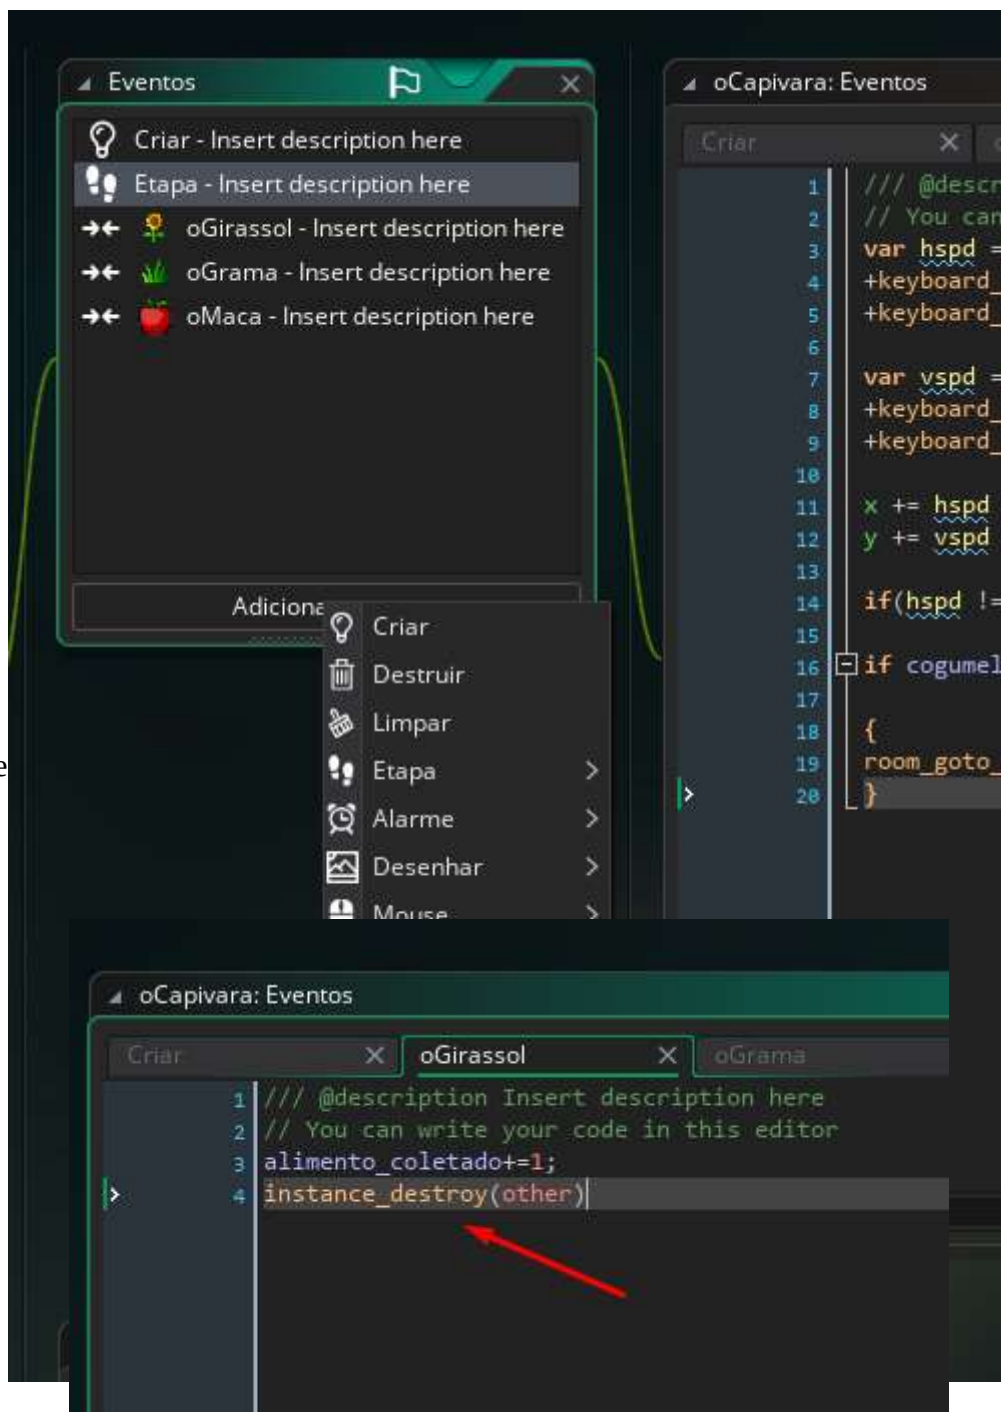 Eventos
Criar - Insert description here
Etapa - Insert description here
oGirassol - Insert description here
oGrama - Insert description here
oMaca - Insert description here
Adiciona
Criar
Destruir
Limpar
Etapa
Alarme
Desenhar
Mouse
e
oCapivara: Eventos
Criar
1 /// @descr
2 // You can
3 var hspd =
4 +keyboard_
5 +keyboard_
6
7 var vspd =
8 +keyboard_
9 +keyboard_
10
11 x += hspd
12 y += vspd
13
14 if(hspd !=
15
16 if cogumel
17
18 {
19 room_goto_
20 }
oCapivara: Eventos
Criar oGirassol oGrama
1 /// @description Insert description here
2 // You can write your code in this editor
3 alimento_coletado+=1;
4 instance_destroy(other)